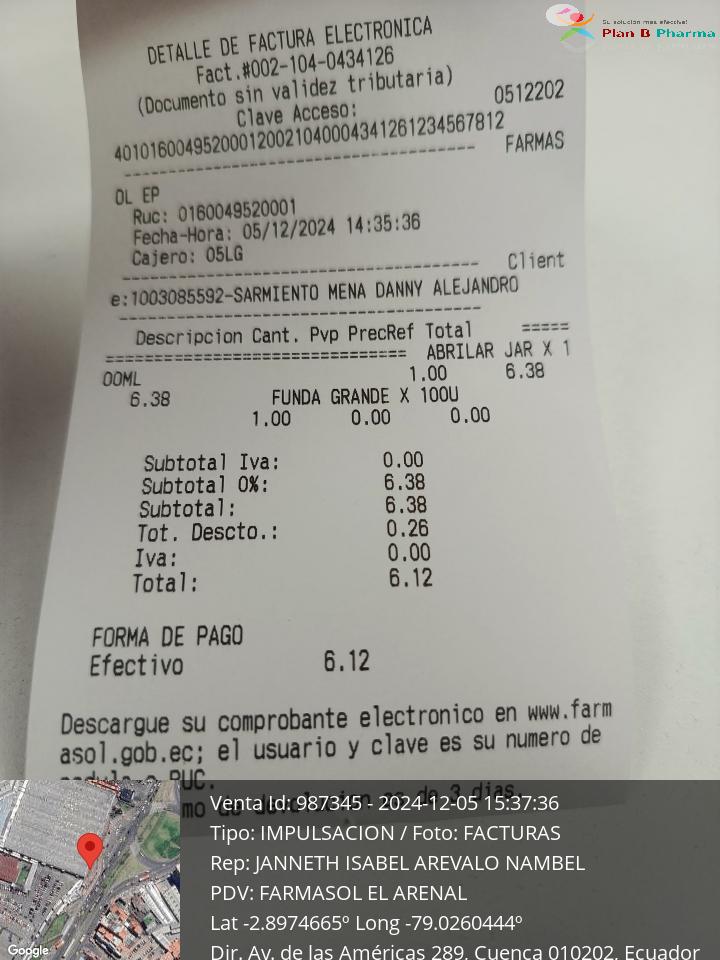 Su solución más efectiva!
Plan B Pharma
DETALLE DE FACTURA ELECTRONICA
Fact.#002-104-0434126
(Documento sin validez tributaria)
Clave Acceso: 0512202
401016004952000120021040004341261234567812
FARMAS
OL EP
Ruc: 0160049520001
Fecha-Hora: 05/12/2024 14:35:36
Cajero: 05LG
Client
e:1003085592-SARMIENTO MENA DANNY ALEJANDRO
Descripcion Cant. Pvp PrecRef Total =====
=============================== ABRILAR JAR X 1
00ML 1.00 6.38
6.38 FUNDA GRANDE X 100U
1.00 0.00 0.00
Subtotal Iva: 0.00
Subtotal 0%: 6.38
Subtotal: 6.38
Tot. Descto.: 0.26
Iva: 0.00
Total: 6.12
FORMA DE PAGO
Efectivo 6.12
Descargue su comprobante electronico en www.farm
asol.gob.ec; el usuario y clave es su numero de
RUC.
de 3 dias.
Venta Id: 987345 - 2024-12-05 15:37:36
Tipo: IMPULSACION / Foto: FACTURAS
Rep: JANNETH ISABEL AREVALO NAMBEL
PDV: FARMASOL EL ARENAL
Lat -2.8974665º Long -79.0260444º
Dir. Av. de las Américas 289, Cuenca 010202, Ecuador
Google